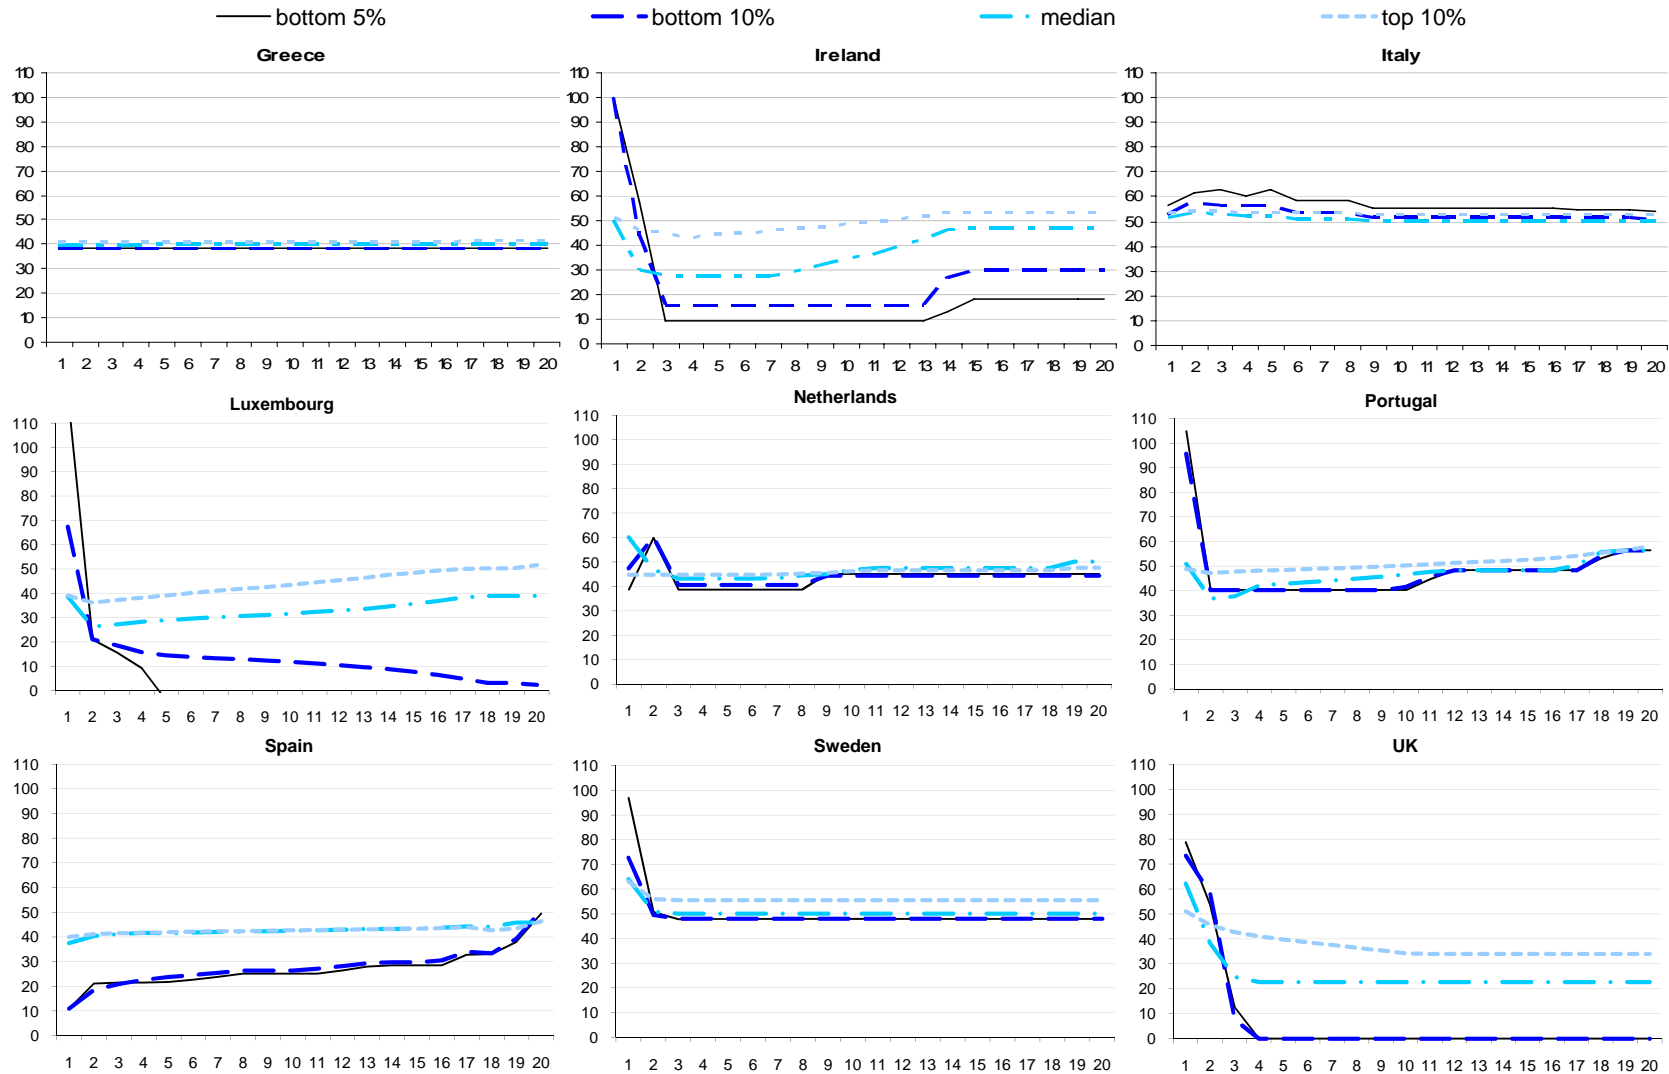 bottom 5% bottom 10% median top 10%
Greece Ireland Italy
110 110 110
100 100 100
90 90 90
80 80 80
70 70 70
60 60 60
50 50 50
40 40 40
30 30 30
20 20 20
10 10 10
0 0 0
1 2 3 4 5 6 7 8 9 10 11 12 13 14 15 16 17 18 19 20
1 2 3 4 5 6 7 8 9 10 11 12 13 14 15 16 17 18 19 20
1 2 3 4 5 6 7 8 9 10 11 12 13 14 15 16 17 18 19 20
Luxembourg Netherlands Portugal
110 110 110
100 100 100
90 90 90
80 80 80
70 70 70
60 60 60
50 50 50
40 40 40
30 30 30
20 20 20
10 10 10
0 0 0
1 2 3 4 5 6 7 8 9 10 11 12 13 14 15 16 17 18 19 20
1 2 3 4 5 6 7 8 9 10 11 12 13 14 15 16 17 18 19 20
1 2 3 4 5 6 7 8 9 10 11 12 13 14 15 16 17 18 19 20
Spain Sweden UK
110 110 110
100 100 100
90 90 90
80 80 80
70 70 70
60 60 60
50 50 50
40 40 40
30 30 30
20 20 20
10 10 10
0 0 0
1 2 3 4 5 6 7 8 9 10 11 12 13 14 15 16 17 18 19 20
1 2 3 4 5 6 7 8 9 10 11 12 13 14 15 16 17 18 19 20
1 2 3 4 5 6 7 8 9 10 11 12 13 14 15 16 17 18 19 20